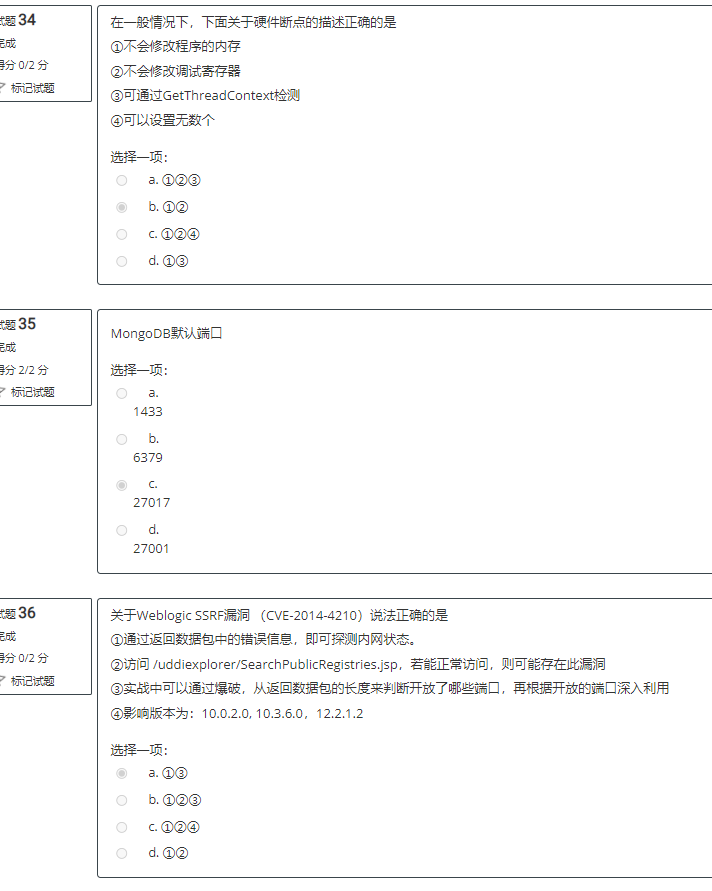 试题 34
完成
得分 0/2 分
标记试题
在一般情况下，下面关于硬件断点的描述正确的是
①不会修改程序的内存
②不会修改调试寄存器
③可通过GetThreadContext检测
④可以设置无数个
选择一项:
a. ①②③
b. ①②
c. ①②④
d. ①③
试题 35
完成
得分 2/2 分
标记试题
MongoDB默认端口
选择一项:
a.
1433
b.
6379
c.
27017
d.
27001
试题 36
完成
得分 0/2 分
标记试题
关于Weblogic SSRF漏洞 （CVE-2014-4210）说法正确的是
①通过返回数据包中的错误信息，即可探测内网状态。
②访问 /uddiexplorer/SearchPublicRegistries.jsp，若能正常访问，则可能存在此漏洞
③实战中可以通过爆破，从返回数据包的长度来判断开放了哪些端口，再根据开放的端口深入利用
④影响版本为：10.0.2.0, 10.3.6.0，12.2.1.2
选择一项:
a. ①③
b. ①②③
c. ①②④
d. ①②